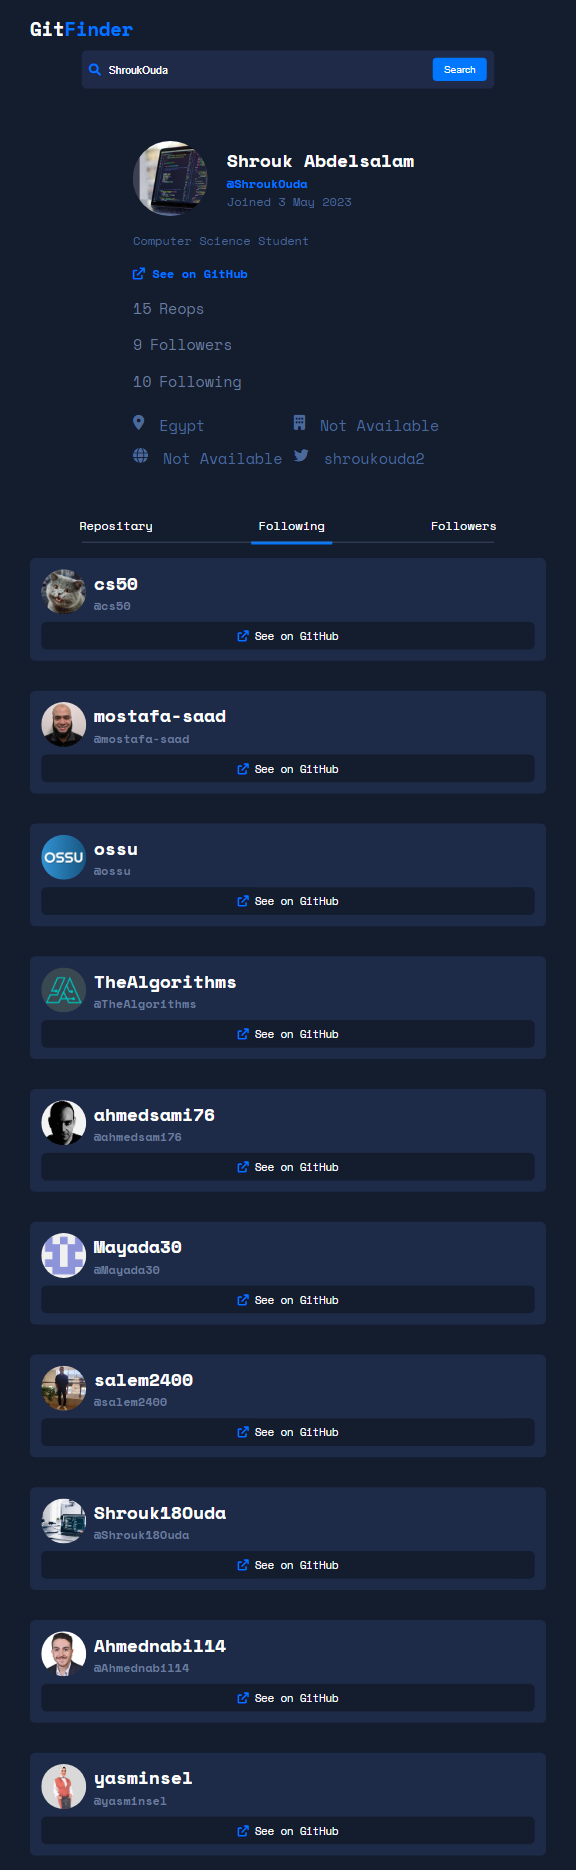 GitFinder
ShroukOuda Search
Shrouk Abdelsalam
@ShroukOuda
Joined 3 May 2023
Computer Science Student
See on GitHub
15 Reops
9 Followers
10 Following
Egypt Not Available
Not Available shroukouda2
Repositary Following Followers
cs50
@cs50
See on GitHub
mostafa-saad
@mostafa-saad
See on GitHub
OSSU
ossu
@ossu
See on GitHub
TheAlgorithms
@TheAlgorithms
See on GitHub
ahmedsami76
@ahmedsami76
See on GitHub
Mayada30
@Mayada30
See on GitHub
salem2400
@salem2400
See on GitHub
Shrouk18Ouda
@Shrouk18Ouda
See on GitHub
Ahmednabil14
@Ahmednabil14
See on GitHub
yasminsel
@yasminsel
See on GitHub